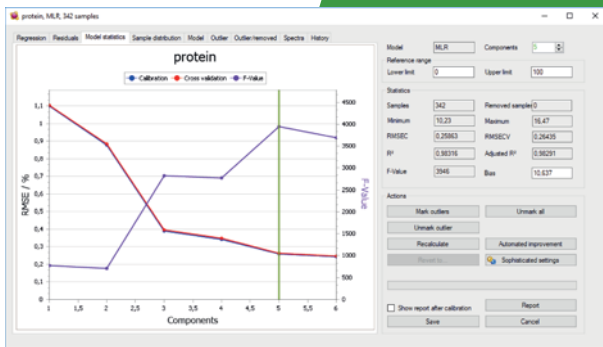 protein, MLR, 342 samples
Regression Residuals Model statistics Sample distribution Model Outlier Outlier/removed Spectra History
protein
Calibration Cross validation F-Value
RMSE / %
1,1
1
0,9
0,8
0,7
0,6
0,5
0,4
0,3
0,2
0,1
0
4500
4000
3500
3000
2500
2000
1500
1000
500
0
F-Value
1 1,5 2 2,5 3 3,5 4 4,5 5 5,5 6
Components
Model MLR Components 5
Reference range
Lower limit 0 Upper limit 100
Statistics
Samples 342 Removed samples 0
Minimum 10,23 Maximum 16,47
RMSEC 0,25863 RMSECV 0,26435
R² 0,98316 Adjusted R² 0,98291
F-Value 3946 Bias 10,637
Actions
Mark outliers Unmark all
Unmark outlier
Recalculate Automated improvement
Revert to... Sophisticated settings
Show report after calibration Report
Save Cancel